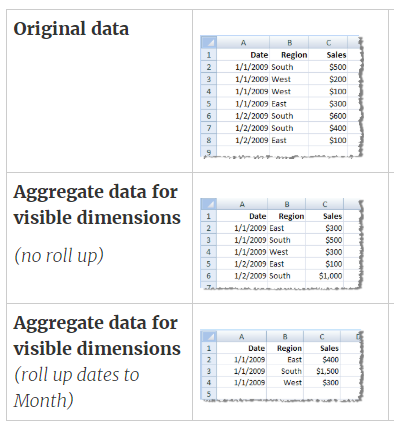 Original data
A B C
1 Date Region Sales
2 1/1/2009 South $500
3 1/1/2009 West $200
4 1/1/2009 West $100
5 1/1/2009 East $300
6 1/2/2009 South $600
7 1/2/2009 South $400
8 1/2/2009 East $100
9
Aggregate data for
visible dimensions
(no roll up)
A B C
1 Date Region Sales
2 1/1/2009 East $300
3 1/1/2009 South $500
4 1/1/2009 West $300
5 1/2/2009 East $100
6 1/2/2009 South $1,000
Aggregate data for
visible dimensions
(roll up dates to
Month)
A B C
1 Date Region Sales
2 1/1/2009 East $400
3 1/1/2009 South $1,500
4 1/1/2009 West $300
5